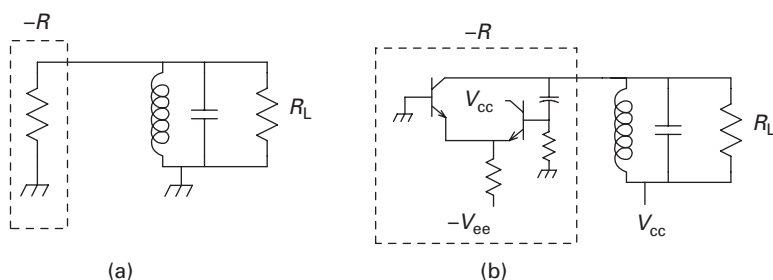 –R
R_L
(a)
–R
V_cc
R_L
–V_ee
V_cc
(b)